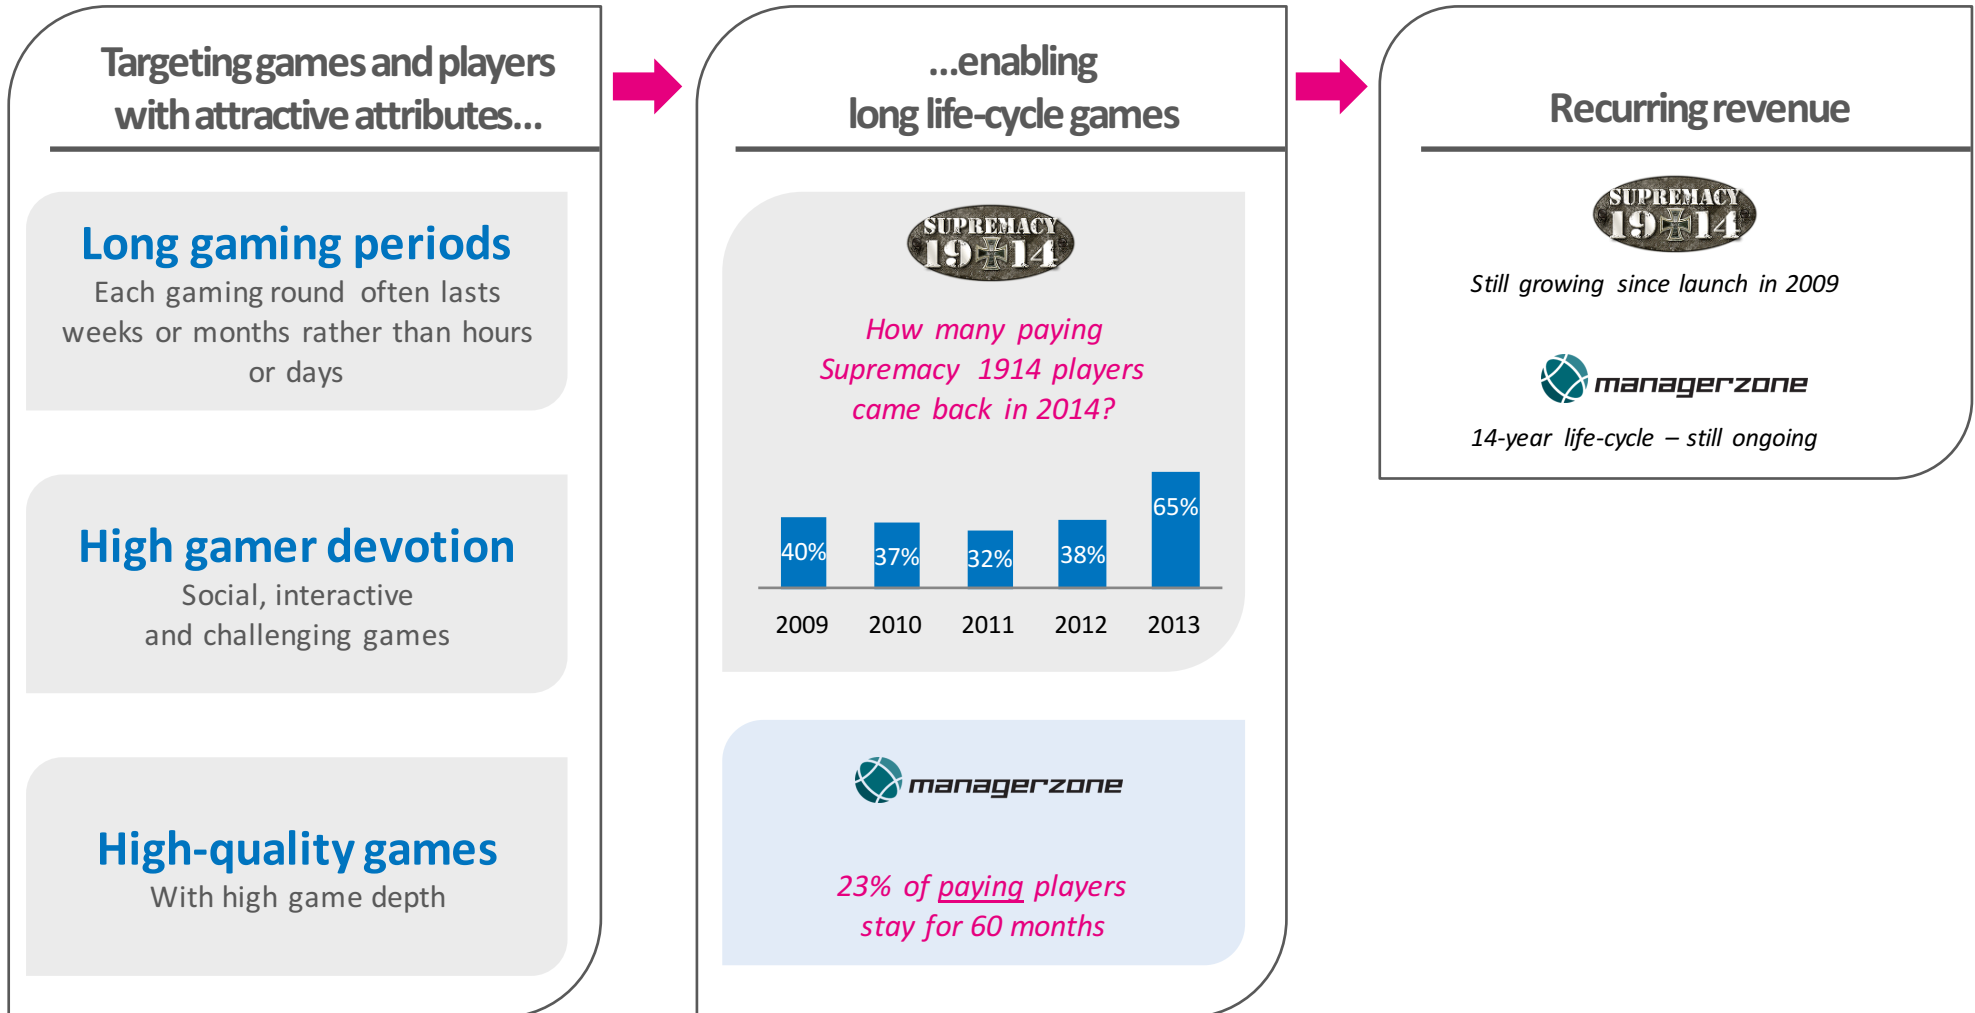 Targeting games and players
with attractive attributes...
Long gaming periods
Each gaming round often lasts
weeks or months rather than hours
or days
High gamer devotion
Social, interactive
and challenging games
High-quality games
With high game depth
...enabling
long life-cycle games
SUPREMACY
1914
How many paying
Supremacy 1914 players
came back in 2014?
40% 37% 32% 38% 65%
2009 2010 2011 2012 2013
managerzone
23% of paying players
stay for 60 months
Recurring revenue
SUPREMACY
1914
Still growing since launch in 2009
managerzone
14-year life-cycle – still ongoing